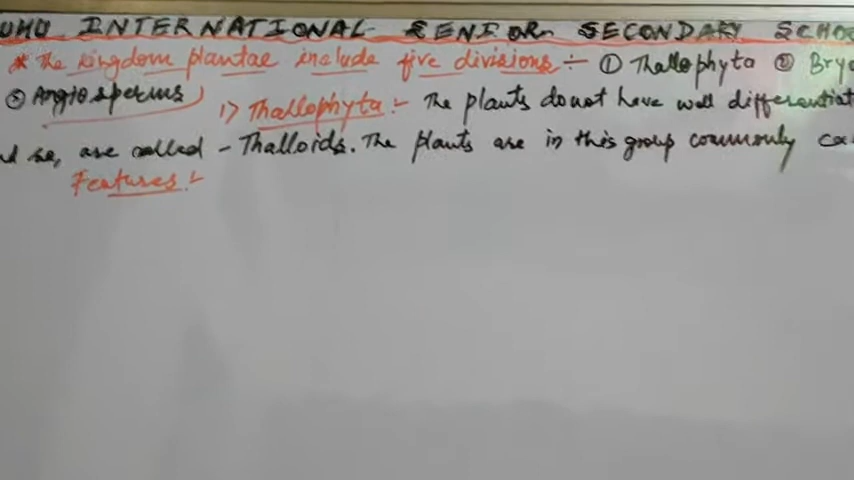 UHU INTERNATIONAL SENIOR SECONDARY SCHO
* The kingdom plantae include five divisions :- ① Thallophyta ② Bryo
⑤ Angiosperms 1) Thallophyta :- The plants do not have well differentiat
are called - Thalloids. The plants are in this group commonly ca
Features :-